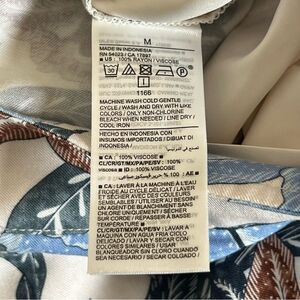 M
MADE IN INDONESIA
RN 54023 / CA 17897
US : 100% RAYON / VISCOSE
30
1166
MACHINE WASH COLD GENTLE
CYCLE / WASH AND DRY WITH LIKE
COLORS / ONLY NON-CHLORINE
BLEACH WHEN NEEDED / LINE DRY /
COOL IRON
HECHO EN INDONESIA CON
INSUMOS IMPORTADOS / DIBUAT DI
INDONESIA
CA : 100% VISCOSE
CL/CR/GT/MX/PA/PE/SV : 100%
VISCOSA ID : 100% VISCOSE
AE : 100 %
CA : LAVER À LA MACHINE À L'EAU
FROIDE AU CYCLE DÉLICAT / LAVER
ET SÉCHER AVEC DES COULEURS
SEMBLABLES / UTILISER AU BESOIN
UN AGENT DE BLANCHIMENT SANS
CHLORE UNIQUEMENT / SÉCHER
SUR CORDE / REPASSER À BASSE
TEMPÉRATURE
CL/CR/GT/MX/PA/PE/SV : LAVAR A
MÁQUINA CON AGUA FRÍA CICLO
DELICADO / LAVAR Y SECAR CON
COLORES SIMILARES / SOLO
BLANQUEADOR SIN CLORO CUANDO
SEA NECESARIO / SECAR COLGADO